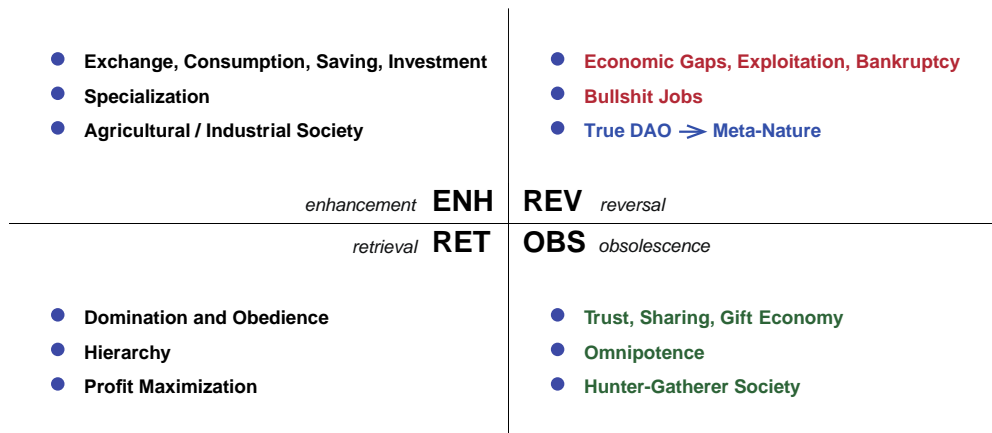 Exchange, Consumption, Saving, Investment
Specialization
Agricultural / Industrial Society
enhancement ENH
Economic Gaps, Exploitation, Bankruptcy
Bullshit Jobs
True DAO → Meta-Nature
REV reversal
retrieval RET
Domination and Obedience
Hierarchy
Profit Maximization
OBS obsolescence
Trust, Sharing, Gift Economy
Omnipotence
Hunter-Gatherer Society